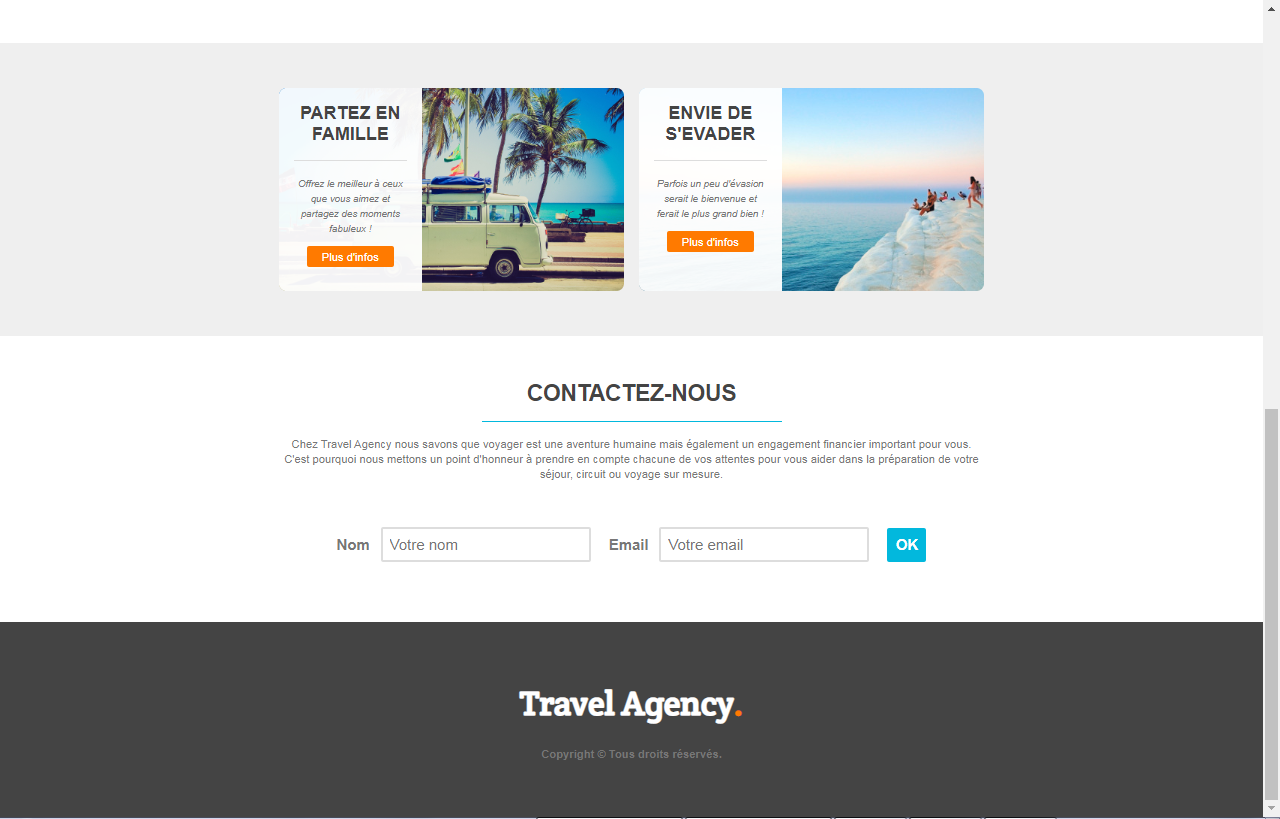 PARTEZ EN
FAMILLE
Offrez le meilleur à ceux
que vous aimez et
partagez des moments
fabuleux !
Plus d'infos
ENVIE DE
S'EVADER
Parfois un peu d'évasion
serait le bienvenue et
ferait le plus grand bien !
Plus d'infos
CONTACTEZ-NOUS
Chez Travel Agency nous savons que voyager est une aventure humaine mais également un engagement financier important pour vous.
C'est pourquoi nous mettons un point d'honneur à prendre en compte chacune de vos attentes pour vous aider dans la préparation de votre
séjour, circuit ou voyage sur mesure.
Nom Votre nom Email Votre email OK
Travel Agency.
Copyright © Tous droits réservés.